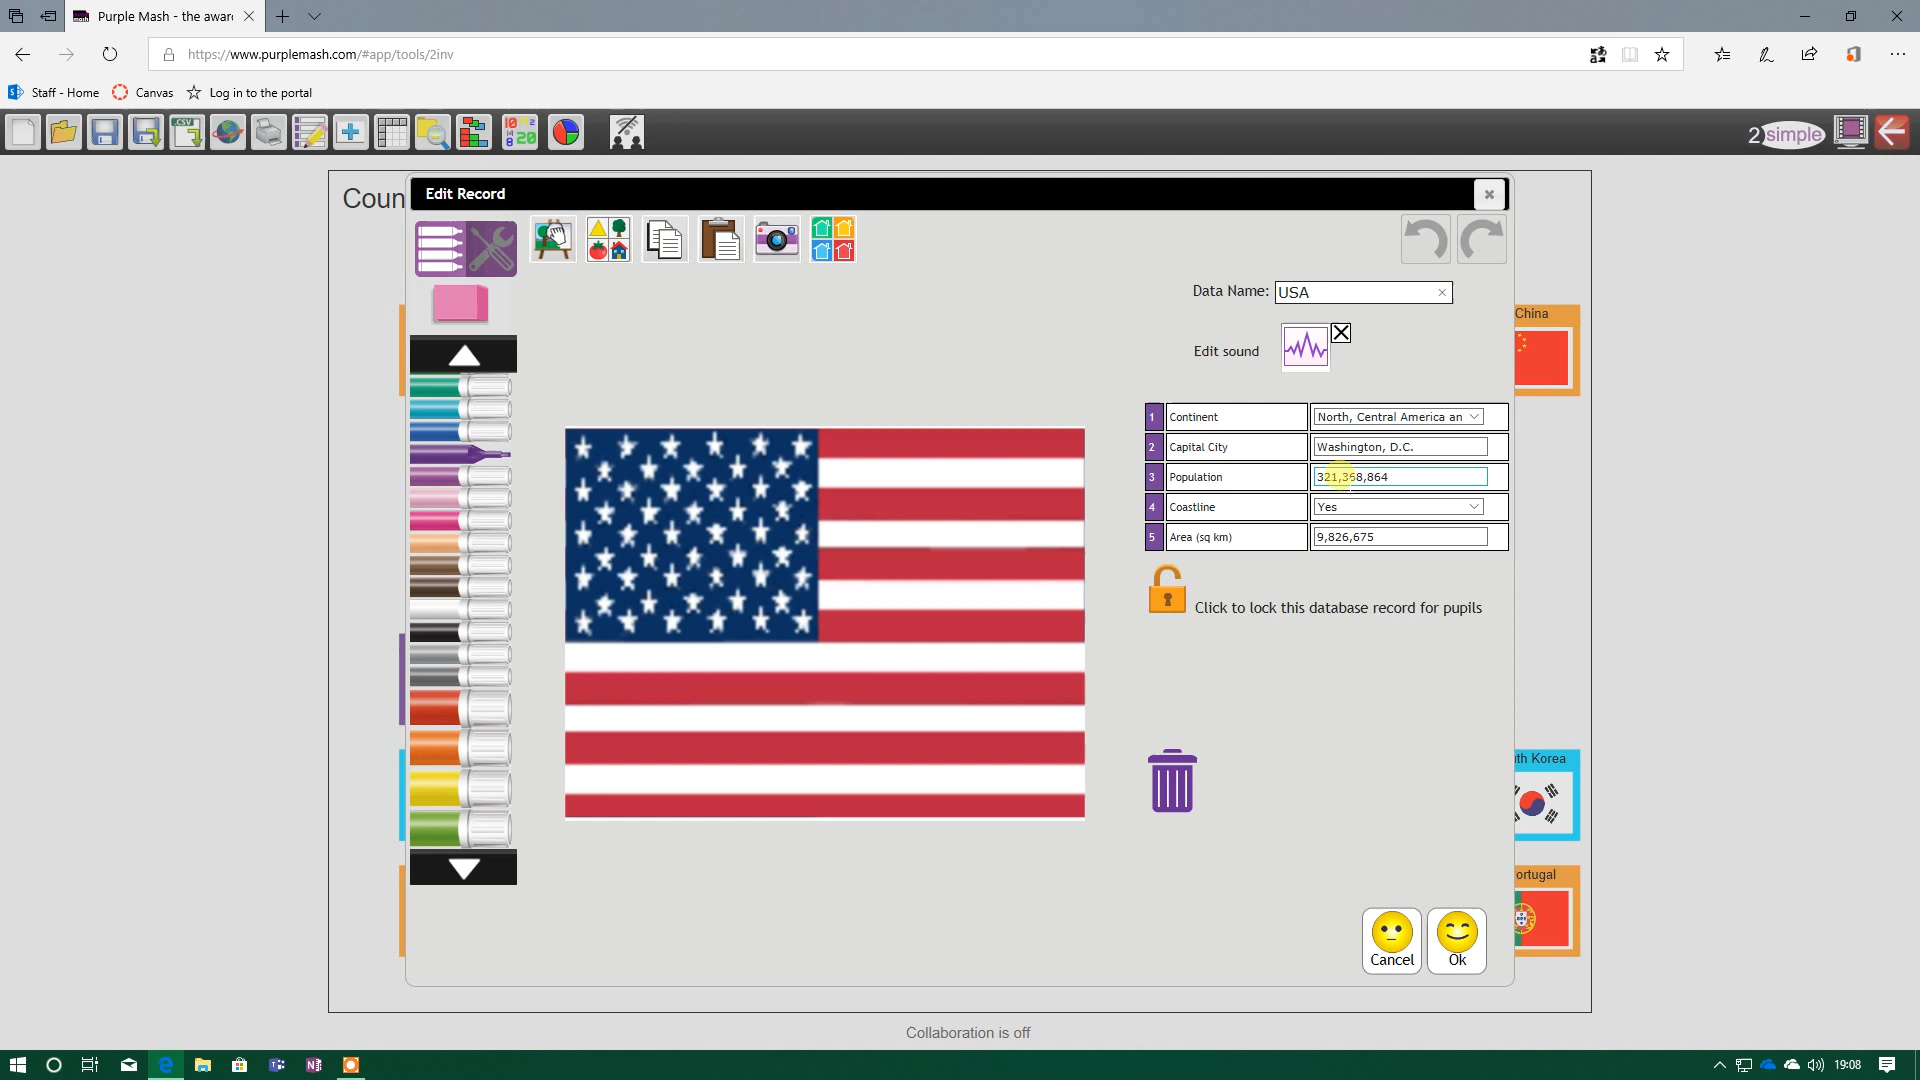 Purple Mash - the awar
https://www.purplemash.com/#app/tools/2inv
Staff - Home
Canvas
Log in to the portal
CSV
2simple
Coun
Edit Record
Data Name: USA
Edit sound
1 Continent North, Central America an
2 Capital City Washington, D.C.
3 Population 321,368,864
4 Coastline Yes
5 Area (sq km) 9,826,675
Click to lock this database record for pupils
China
th Korea
ortugal
Cancel
Ok
Collaboration is off
19:08